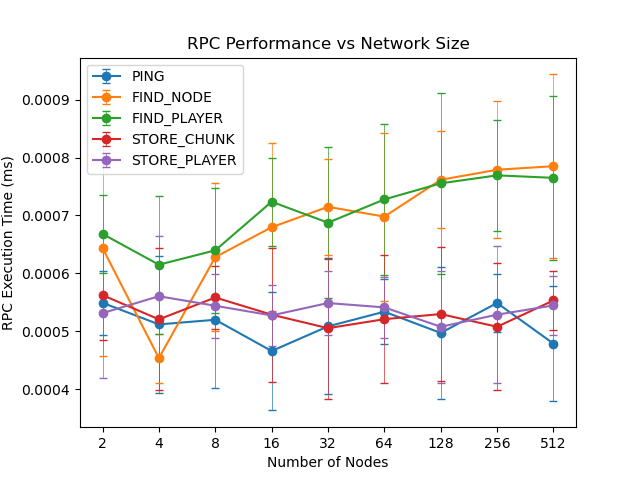 RPC Performance vs Network Size
PING
FIND_NODE
FIND_PLAYER
STORE_CHUNK
STORE_PLAYER
RPC Execution Time (ms)
0.0009
0.0008
0.0007
0.0006
0.0005
0.0004
2 4 8 16 32 64 128 256 512
Number of Nodes